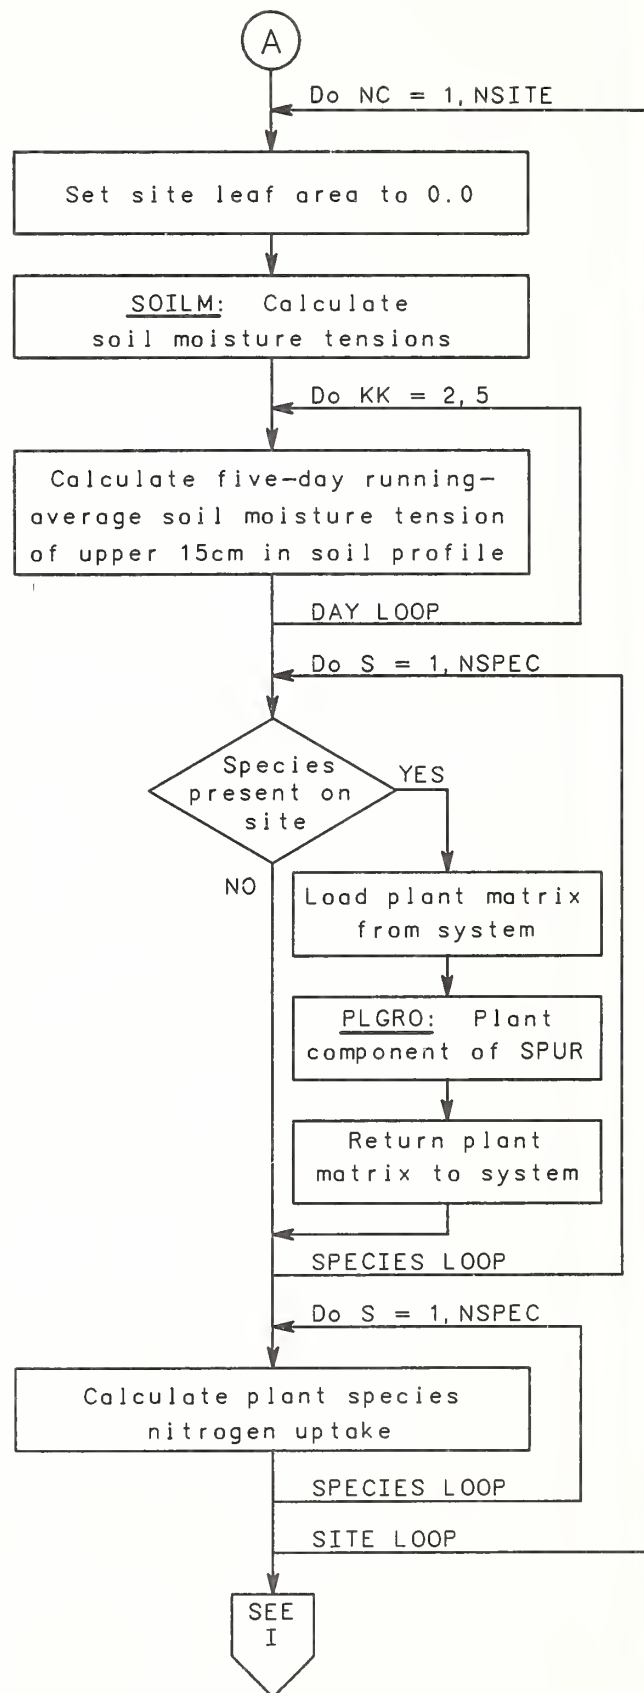 A
Do NC = 1, NSITE
Set site leaf area to 0.0
SOILM: Calculate
soil moisture tensions
Do KK = 2, 5
Calculate five-day running-
average soil moisture tension
of upper 15cm in soil profile
DAY LOOP
Do S = 1, NSPEC
Species
present on
site
YES
NO
Load plant matrix
from system
PLGRO: Plant
component of SPUR
Return plant
matrix to system
SPECIES LOOP
Do S = 1, NSPEC
Calculate plant species
nitrogen uptake
SPECIES LOOP
SITE LOOP
SEE
I